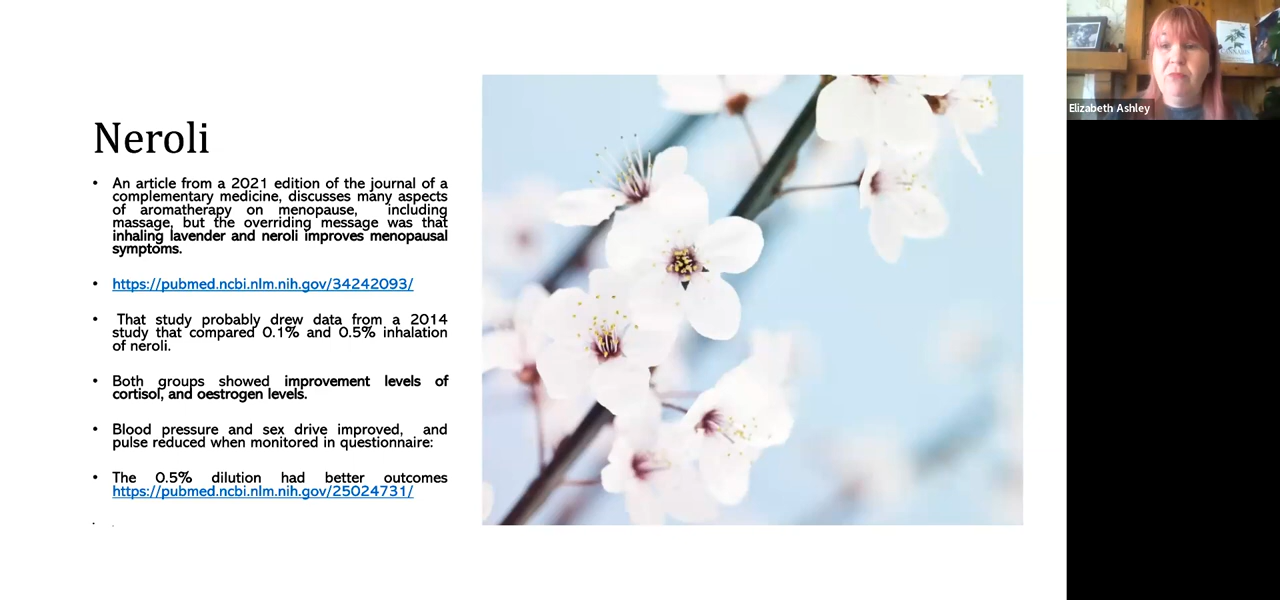 Neroli
• An article from a 2021 edition of the journal of a
complementary medicine, discusses many aspects
of aromatherapy on menopause, including
massage, but the overriding message was that
inhaling lavender and neroli improves menopausal
symptoms.
• https://pubmed.ncbi.nlm.nih.gov/34242093/
• That study probably drew data from a 2014
study that compared 0.1% and 0.5% inhalation
of neroli.
• Both groups showed improvement levels of
cortisol, and oestrogen levels.
• Blood pressure and sex drive improved, and
pulse reduced when monitored in questionnaire:
• The 0.5% dilution had better outcomes
https://pubmed.ncbi.nlm.nih.gov/25024731/
• .
Elizabeth Ashley